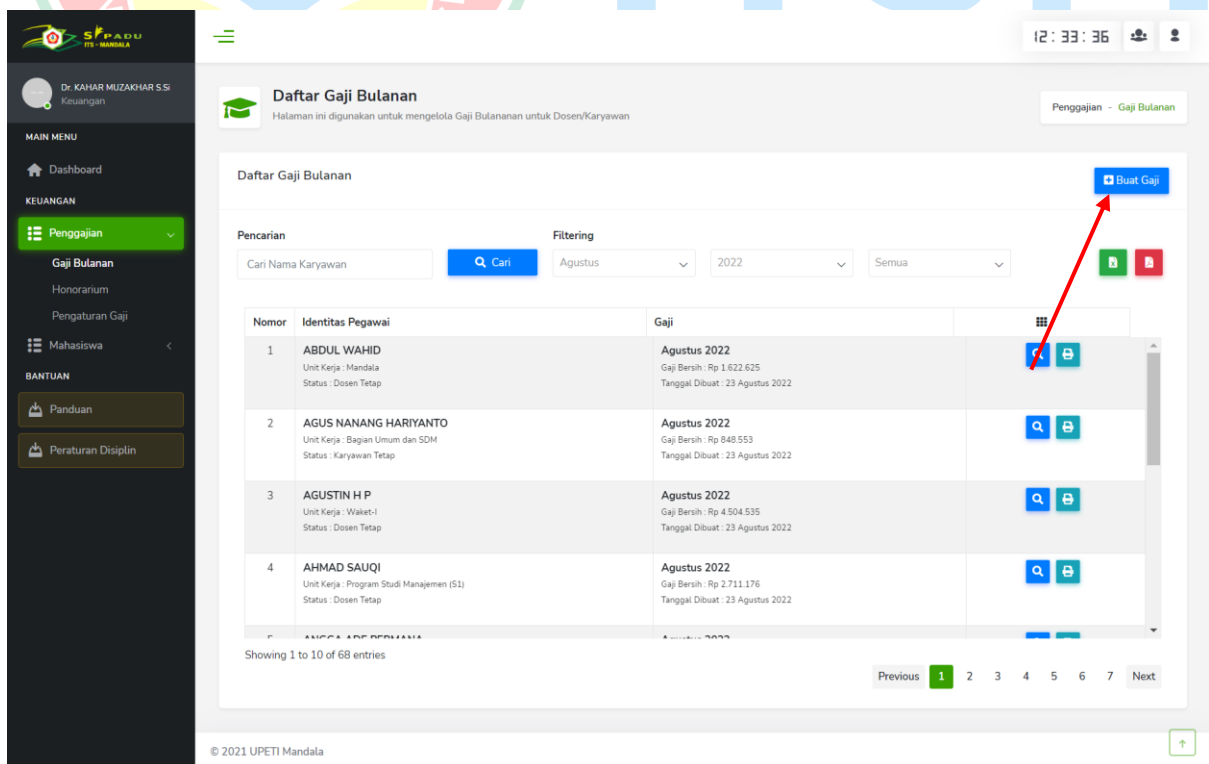 SIPADU
ITS - MANDALA
12:33:36
Dr. KAHAR MUZAKHAR S.Si
Keuangan
MAIN MENU
Dashboard
KEUANGAN
Penggajian
Gaji Bulanan
Honorarium
Pengaturan Gaji
Mahasiswa
BANTUAN
Panduan
Peraturan Disiplin
Daftar Gaji Bulanan
Halaman ini digunakan untuk mengelola Gaji Bulananan untuk Dosen/Karyawan
Penggajian - Gaji Bulanan
Daftar Gaji Bulanan
Buat Gaji
Pencarian
Filtering
Cari Nama Karyawan
Cari
Agustus
2022
Semua
Nomor Identitas Pegawai Gaji
1 ABDUL WAHID Agustus 2022
Unit Kerja : Mandala Gaji Bersih : Rp 1.622.625
Status : Dosen Tetap Tanggal Dibuat : 23 Agustus 2022
2 AGUS NANANG HARIYANTO Agustus 2022
Unit Kerja : Bagian Umum dan SDM Gaji Bersih : Rp 848.553
Status : Karyawan Tetap Tanggal Dibuat : 23 Agustus 2022
3 AGUSTIN H P Agustus 2022
Unit Kerja : Waket-I Gaji Bersih : Rp 4.504.535
Status : Dosen Tetap Tanggal Dibuat : 23 Agustus 2022
4 AHMAD SAUQI Agustus 2022
Unit Kerja : Program Studi Manajemen (S1) Gaji Bersih : Rp 2.711.176
Status : Dosen Tetap Tanggal Dibuat : 23 Agustus 2022
Showing 1 to 10 of 68 entries
Previous 1 2 3 4 5 6 7 Next
© 2021 UPETI Mandala